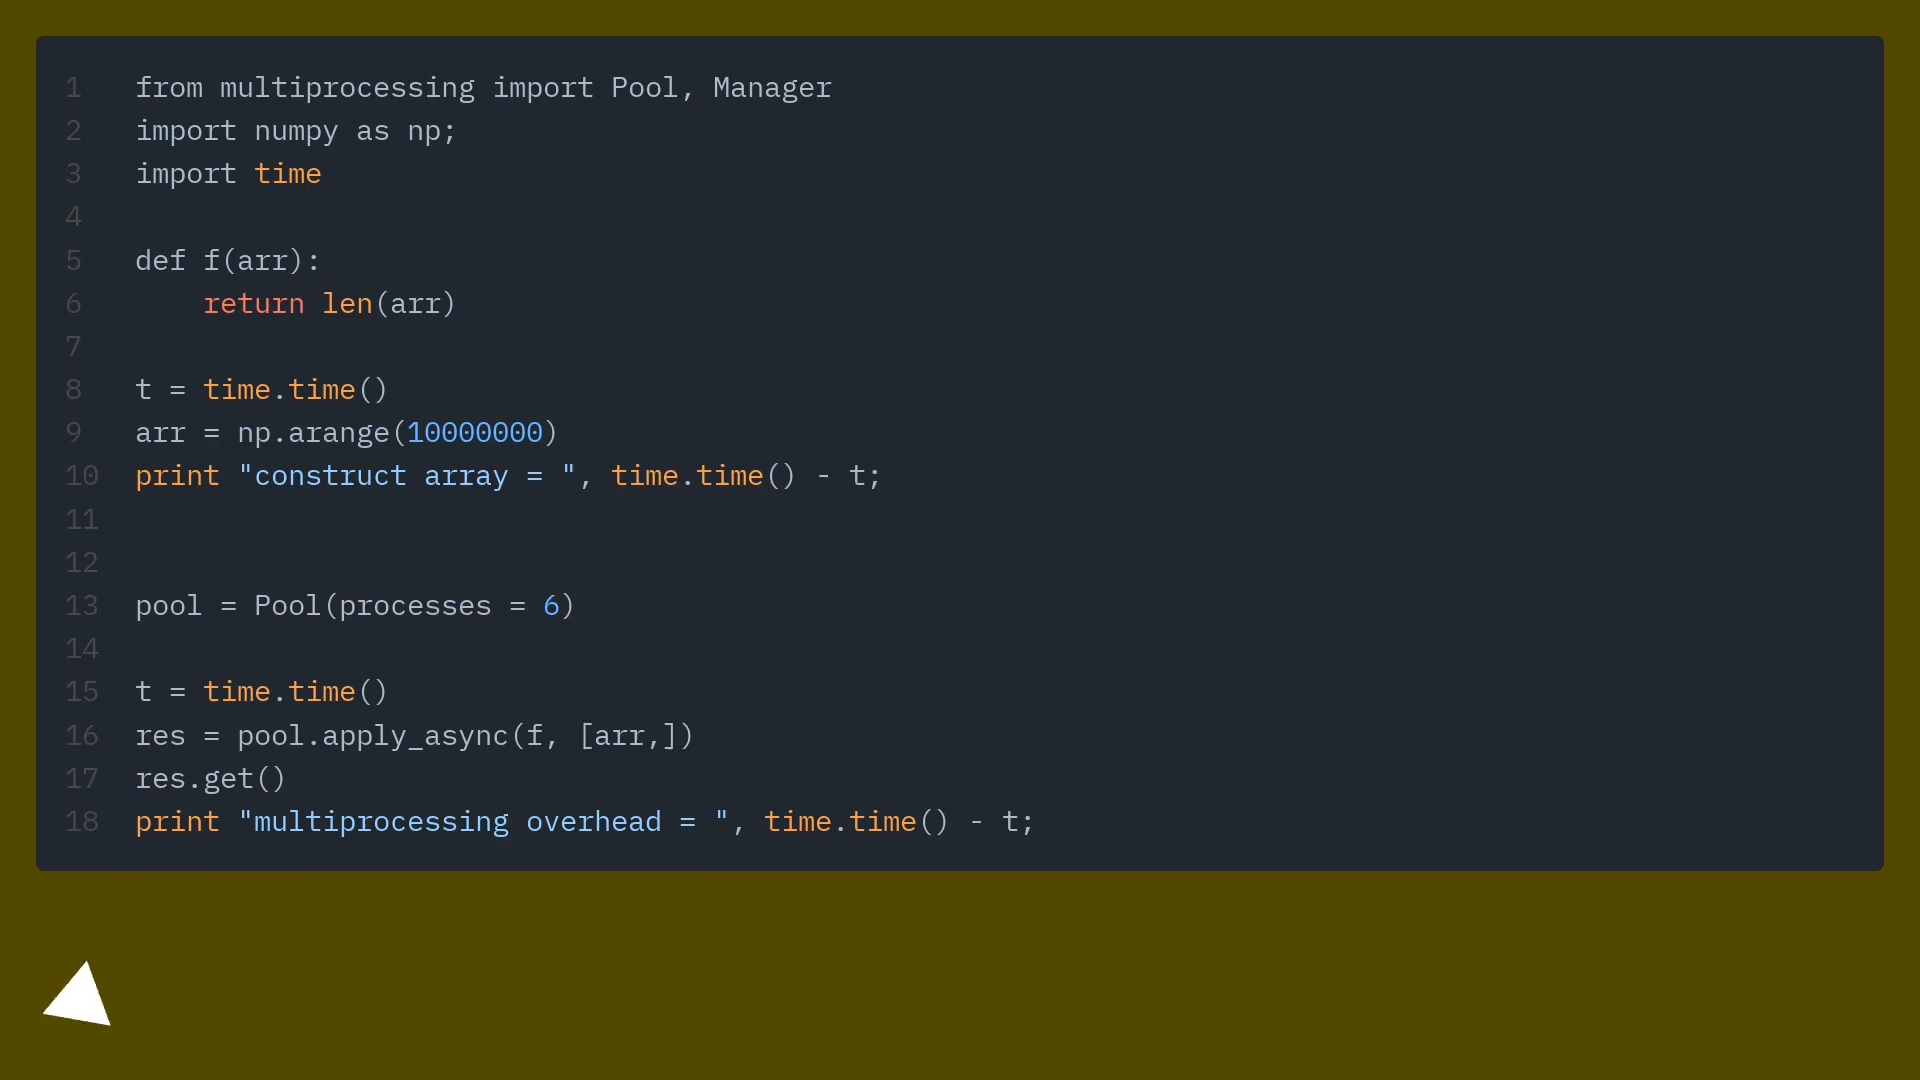 1 from multiprocessing import Pool, Manager
2 import numpy as np;
3 import time
4
5 def f(arr):
6     return len(arr)
7
8 t = time.time()
9 arr = np.arange(10000000)
10 print "construct array = ", time.time() - t;
11
12
13 pool = Pool(processes = 6)
14
15 t = time.time()
16 res = pool.apply_async(f, [arr,])
17 res.get()
18 print "multiprocessing overhead = ", time.time() - t;